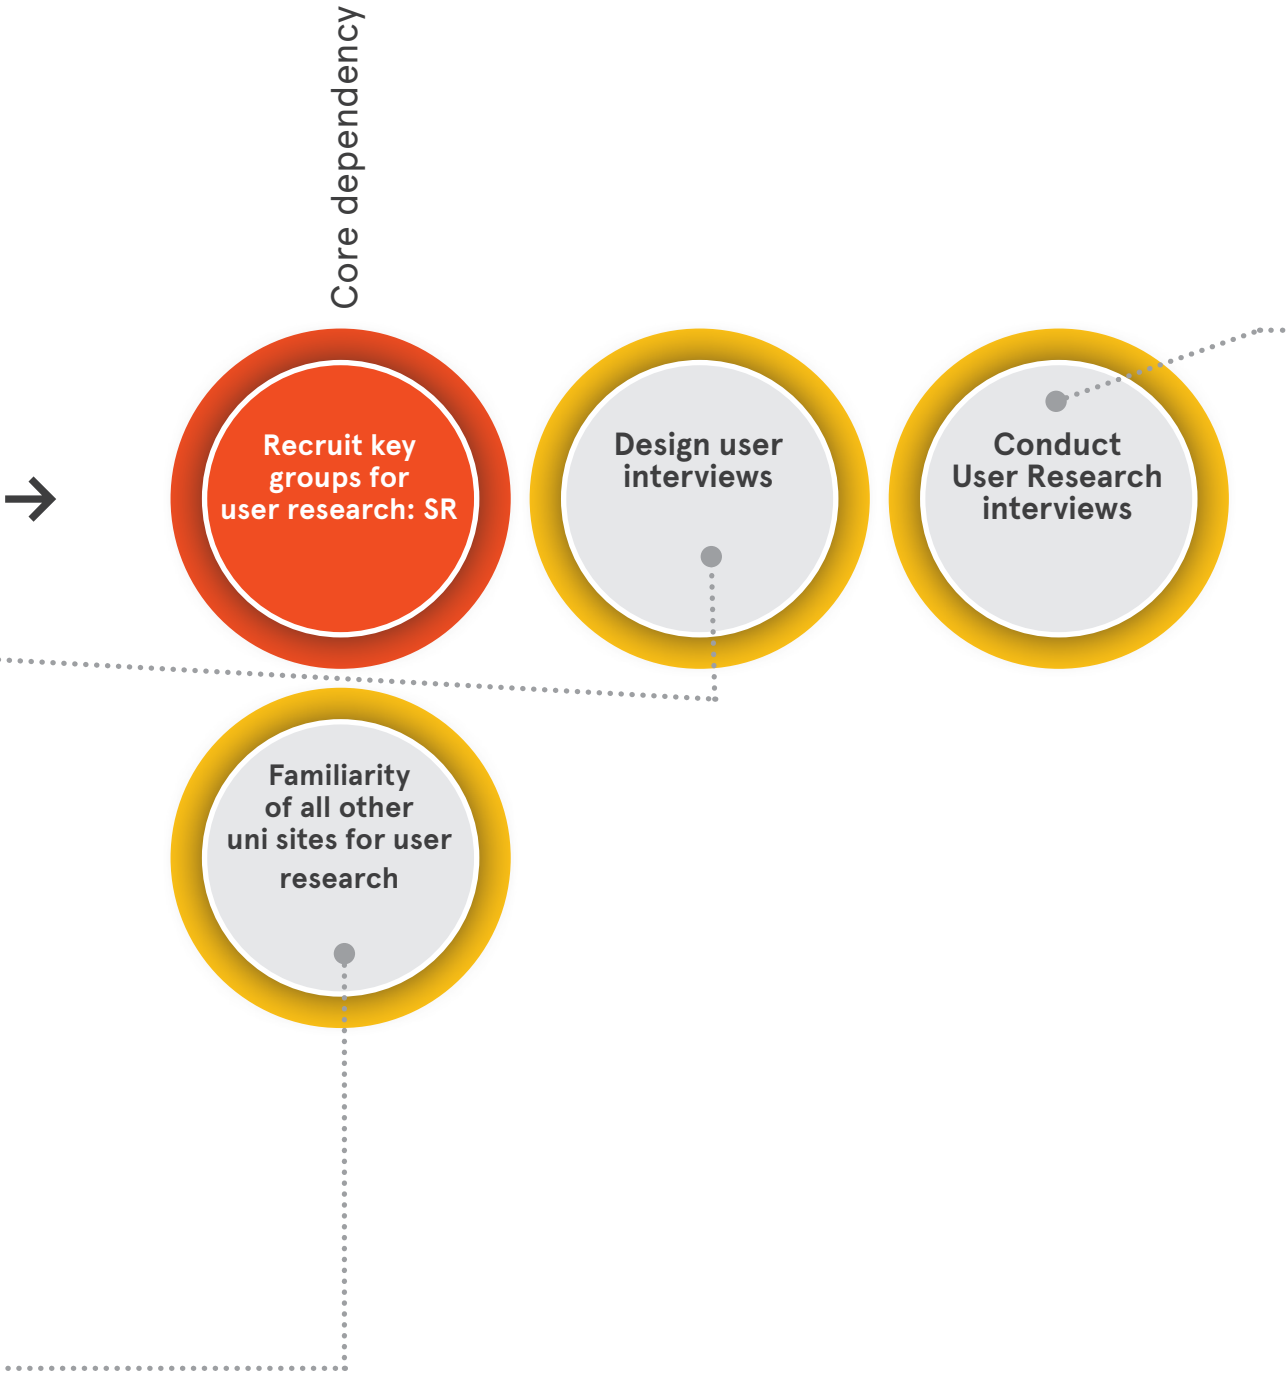 Core dependency
Recruit key
groups for
user research: SR
Design user
interviews
Conduct
User Research
interviews
Familiarity
of all other
uni sites for user
research